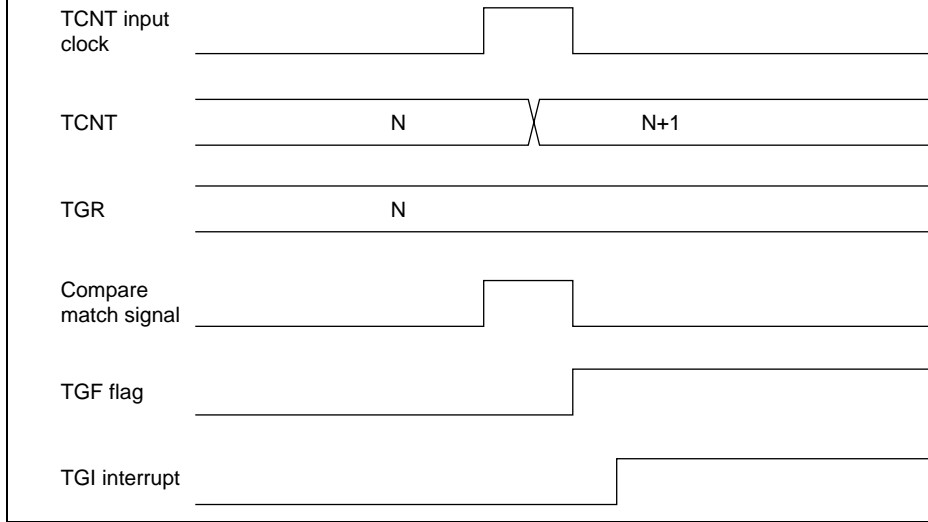 TCNT input
clock
TCNT
N
N+1
TGR
N
Compare
match signal
TGF flag
TGI interrupt